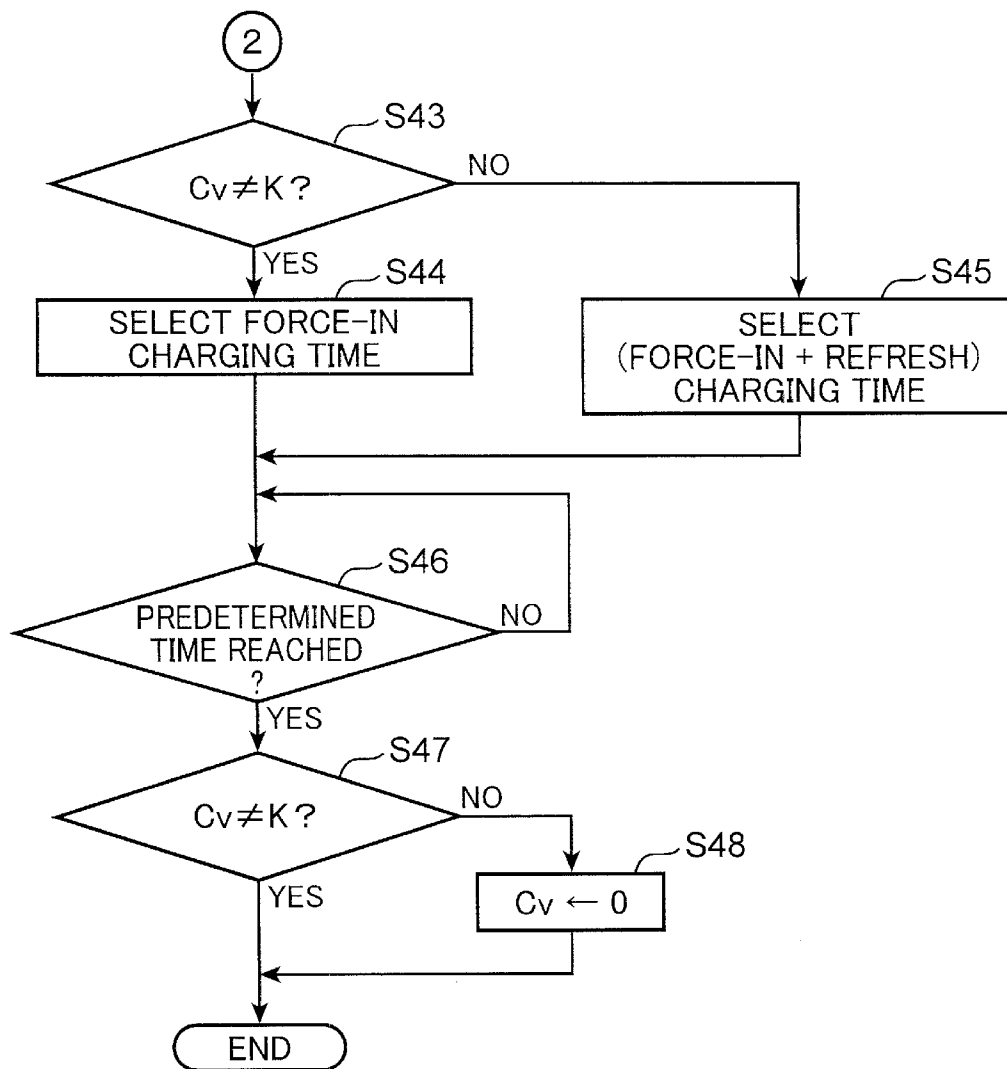 2
S43
Cv≠K?
NO
YES
S44
SELECT FORCE-IN
CHARGING TIME
S45
SELECT
(FORCE-IN + REFRESH)
CHARGING TIME
S46
PREDETERMINED
TIME REACHED
?
NO
YES
S47
Cv≠K?
NO
YES
S48
Cv ← 0
END